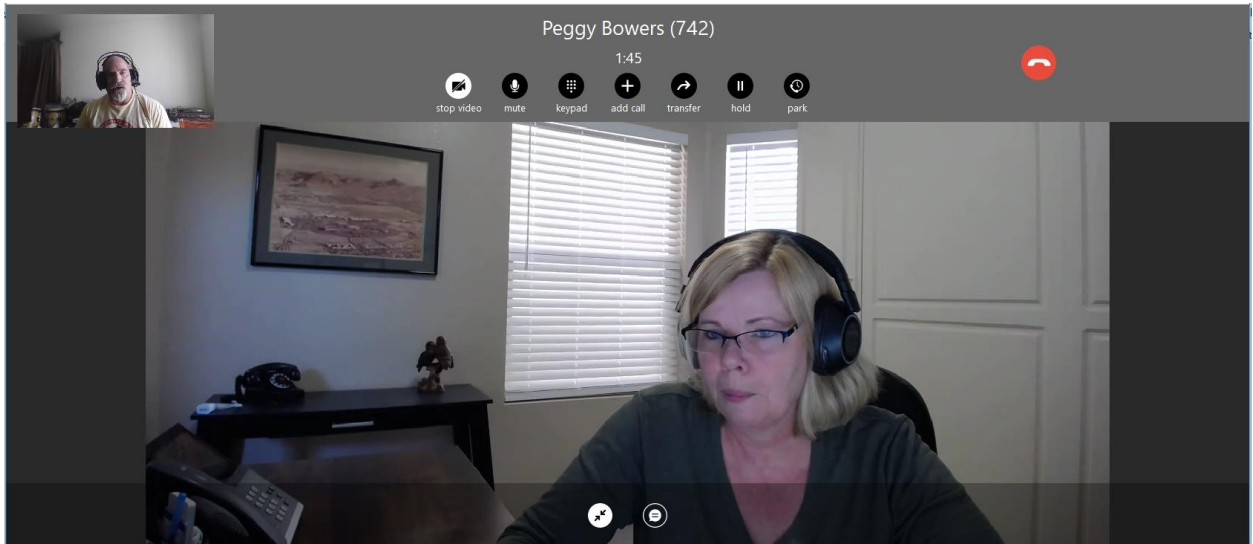 Peggy Bowers (742)
1:45
stop video
mute
keypad
add call
transfer
hold
park